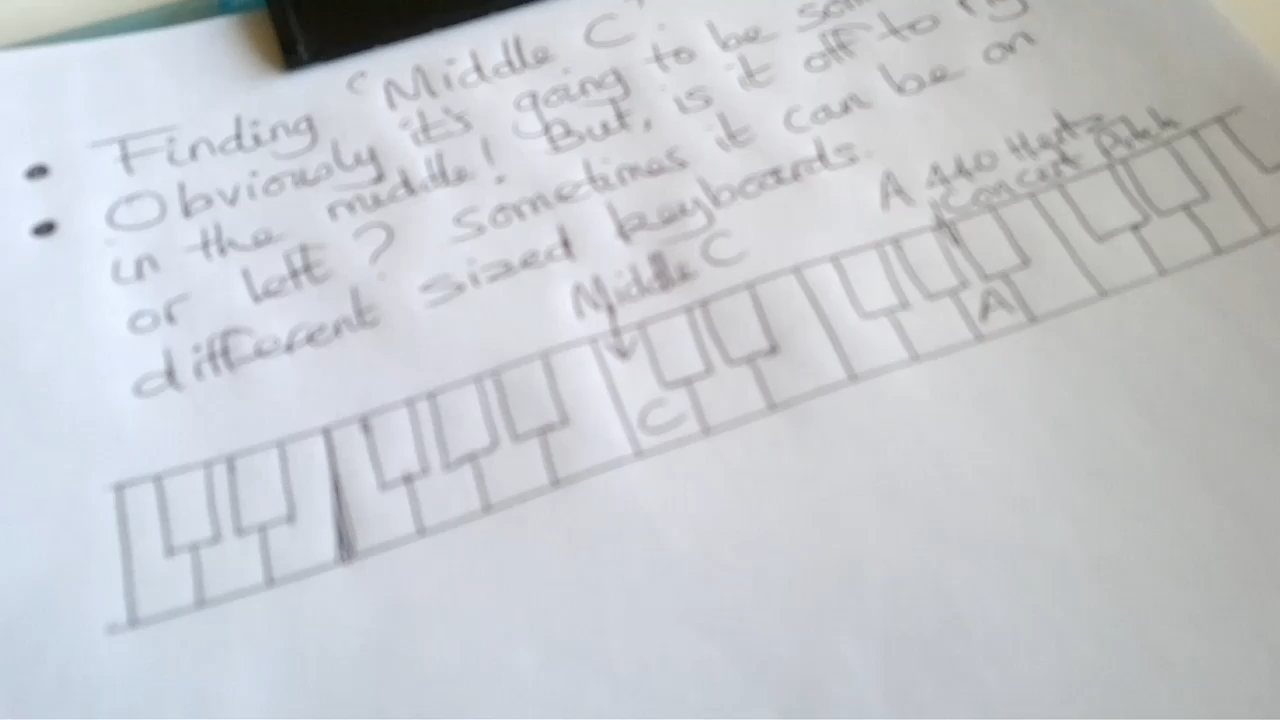 Finding 'Middle C'.
Obviously it's going to be
in the middle! But, is it off to
or left? Sometimes it can be on
different sized keyboards.
A 440 Hertz
Concert Pitch
Middle C
A
C